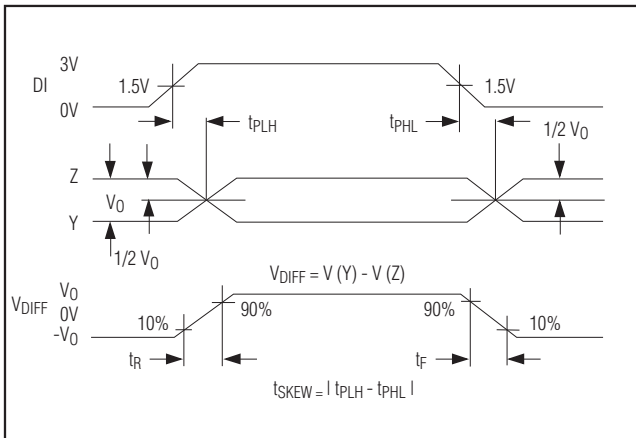 3V
DI
1.5V
1.5V
0V
tPLH
tPHL
1/2 VO
Z
VO
Y
1/2 VO
VDIFF = V (Y) - V (Z)
VO
VDIFF
0V
-VO
10%
90%
90%
10%
tR
tF
tSKEW = | tPLH - tPHL |